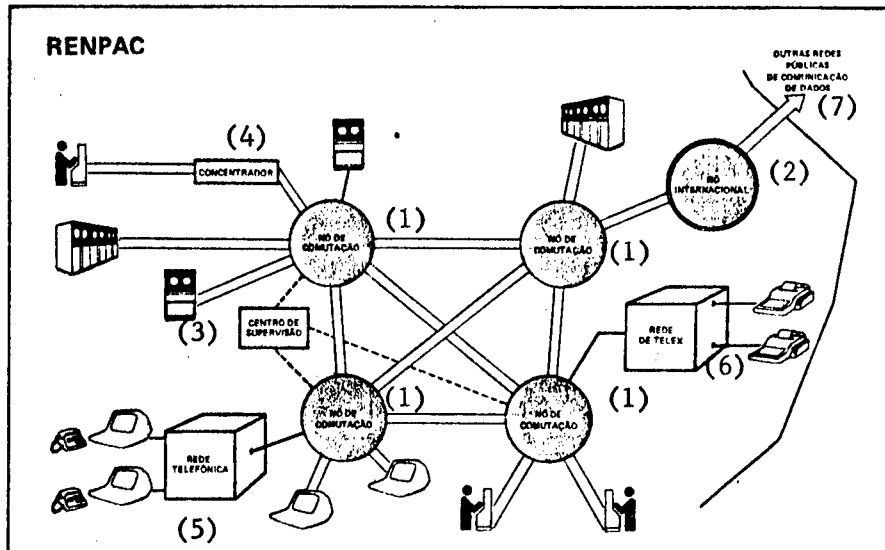 RENPAC
OUTRAS REDES
PÚBLICAS
DE COMUNICAÇÃO
DE DADOS
(7)
(4)
CONCENTRADOR
NÓ
INTERNACIONAL
(2)
NÓ DE
COMUTAÇÃO
(1)
NÓ DE
COMUTAÇÃO
(1)
(3)
CENTRO DE
SUPERVISÃO
REDE
DE TELEX
(6)
NÓ DE
COMUTAÇÃO
(1)
NÓ DE
COMUTAÇÃO
(1)
REDE
TELEFÔNICA
(5)